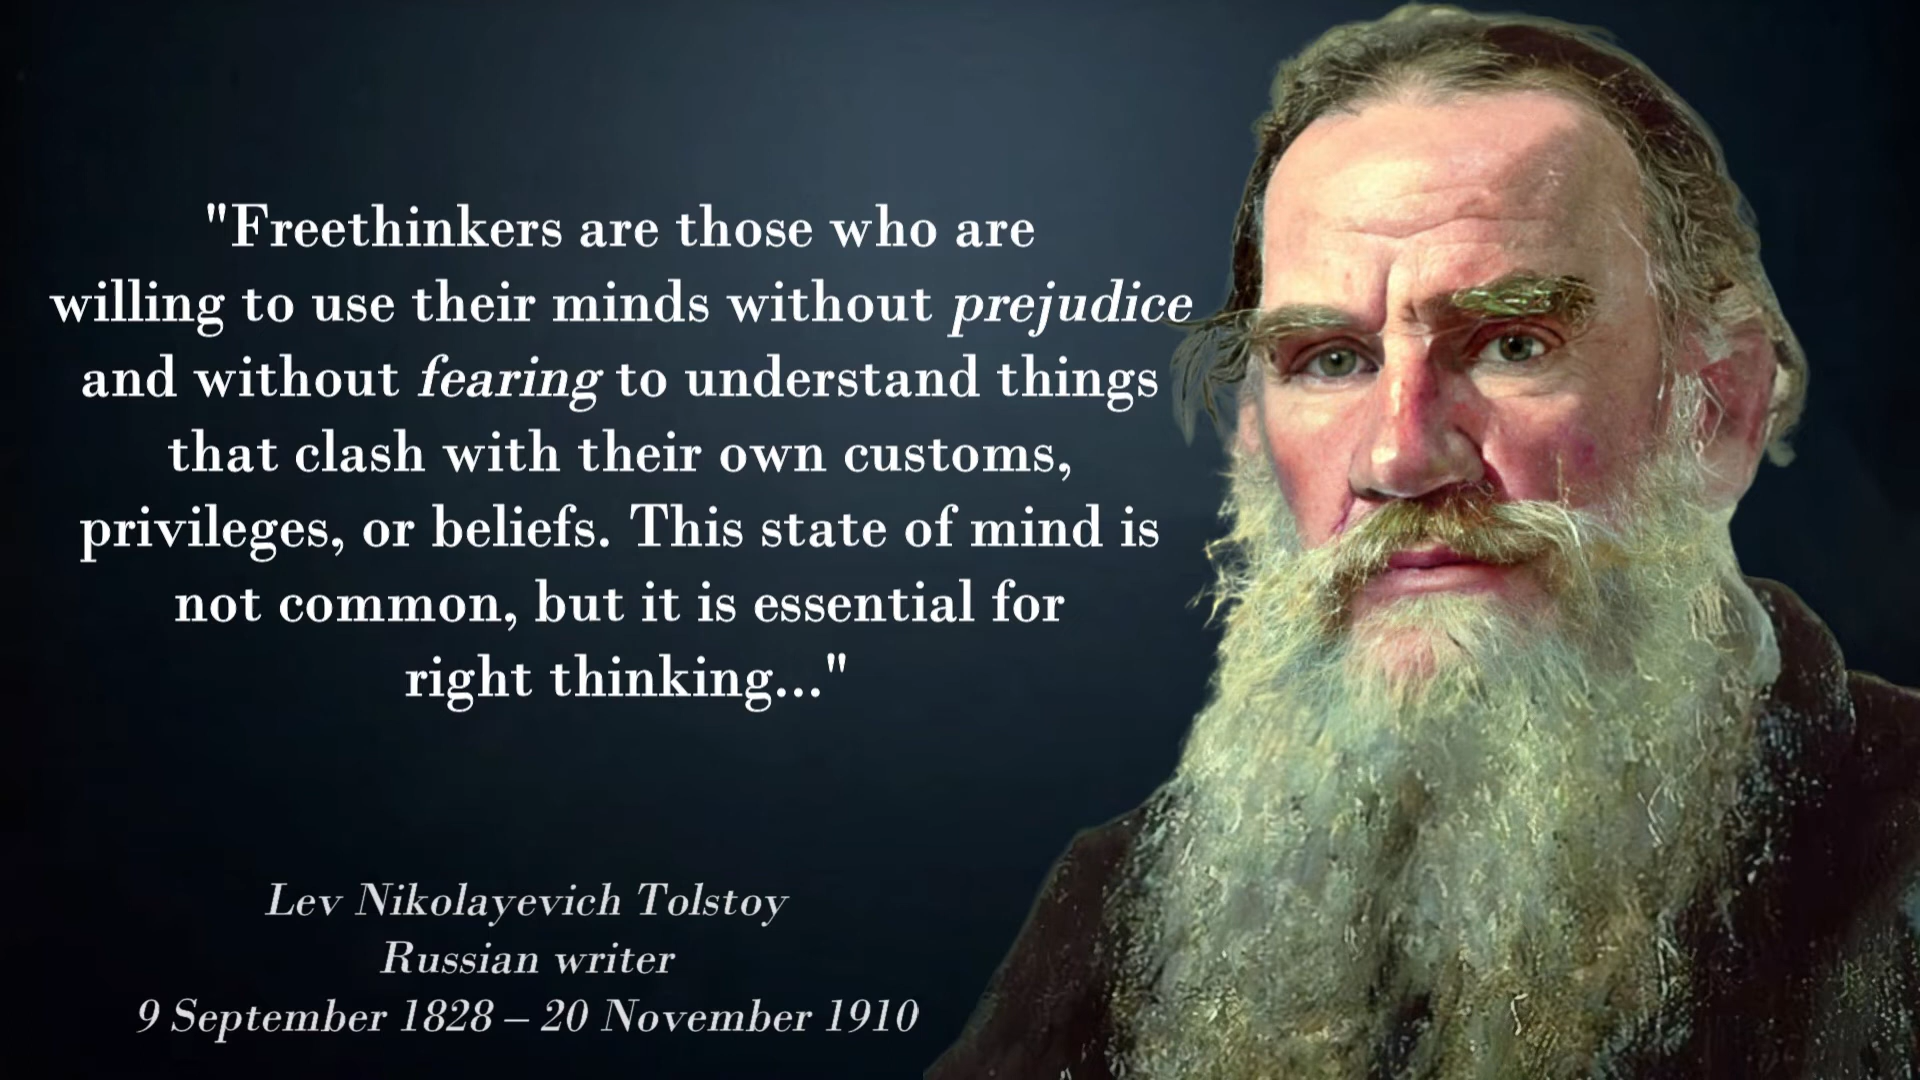 "Freethinkers are those who are
willing to use their minds without prejudice
and without fearing to understand things
that clash with their own customs,
privileges, or beliefs. This state of mind is
not common, but it is essential for
right thinking..."
Lev Nikolayevich Tolstoy
Russian writer
9 September 1828 – 20 November 1910